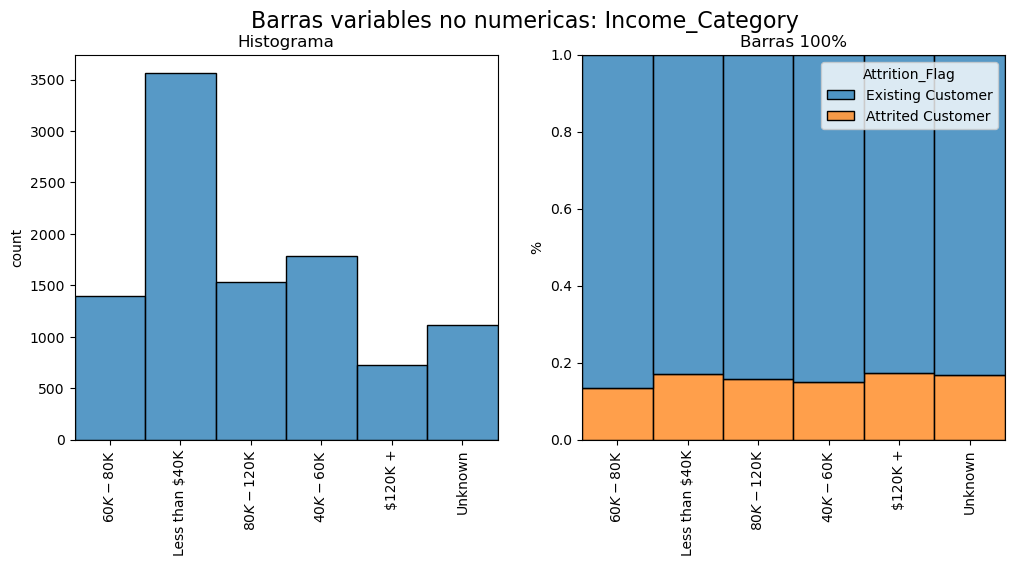 Barras variables no numericas: Income_Category
Histograma
count
3500
3000
2500
2000
1500
1000
500
0
60K - 80K
Less than $40K
80K - 120K
40K - 60K
$120K +
Unknown
Barras 100%
%
1.0
0.8
0.6
0.4
0.2
0.0
Attrition_Flag
Existing Customer
Attrited Customer
60K - 80K
Less than $40K
80K - 120K
40K - 60K
$120K +
Unknown